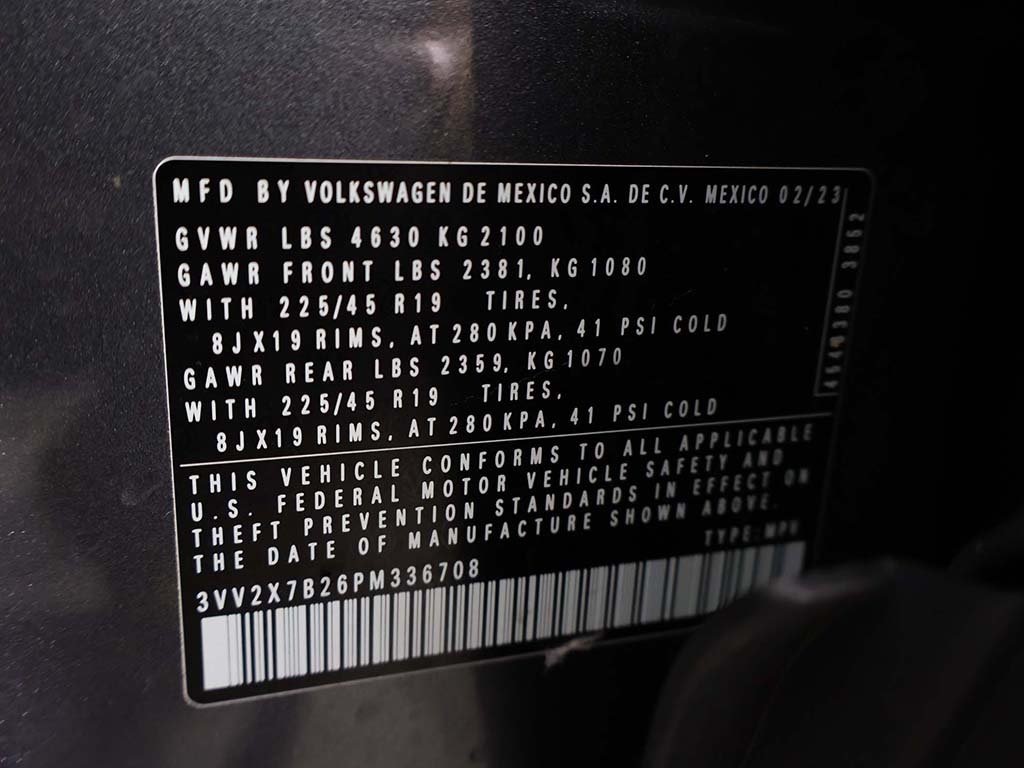 MFD BY VOLKSWAGEN DE MEXICO S.A. DE C.V. MEXICO 02/23
GVWR LBS 4630 KG 2100
GAWR FRONT LBS 2381, KG 1080
WITH 225/45 R19 TIRES,
8JX19 RIMS, AT 280 KPA, 41 PSI COLD
GAWR REAR LBS 2359, KG 1070
WITH 225/45 R19 TIRES,
8JX19 RIMS, AT 280 KPA, 41 PSI COLD
THIS VEHICLE CONFORMS TO ALL APPLICABLE
U.S. FEDERAL MOTOR VEHICLE SAFETY AND
THEFT PREVENTION STANDARDS IN EFFECT ON
THE DATE OF MANUFACTURE SHOWN ABOVE.
TYPE: MPV
3VV2X7B26PM336708
3862